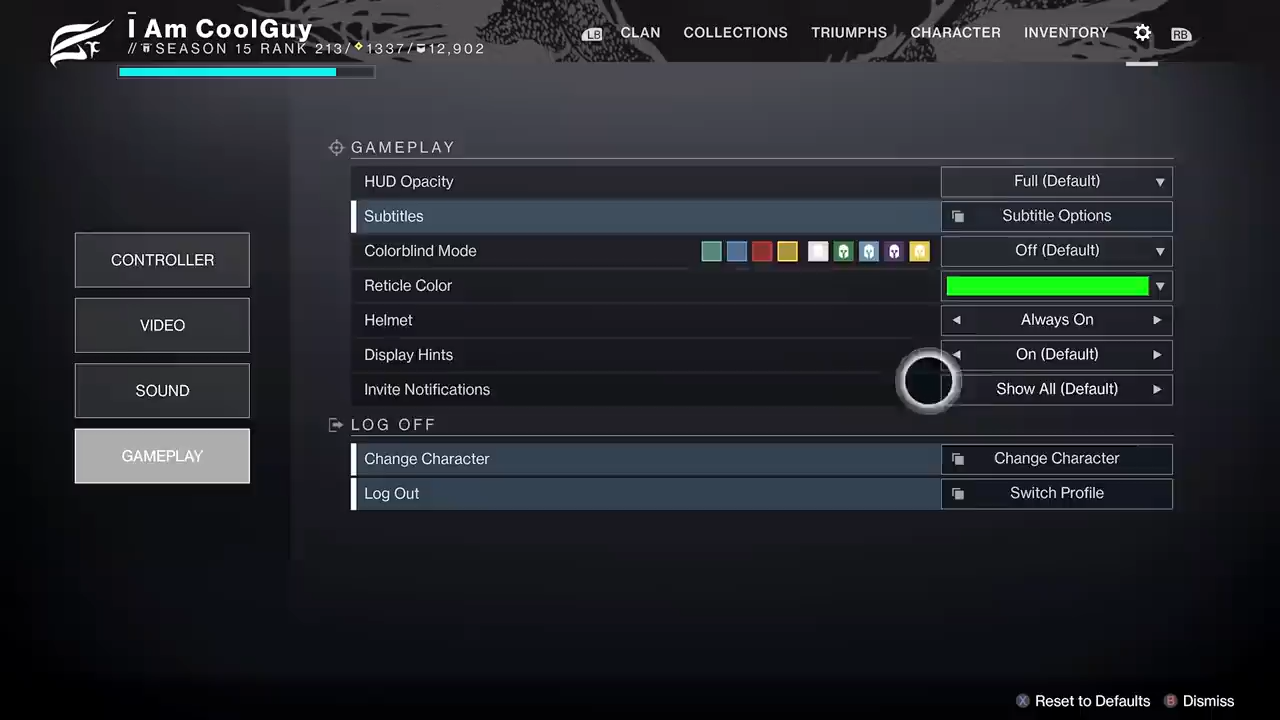 I Am CoolGuy
CLAN COLLECTIONS TRIUMPHS CHARACTER INVENTORY
LB
RB
// SEASON 15 RANK 213/ 1337/ 12,902
GAMEPLAY
HUD Opacity Full (Default)
Subtitles Subtitle Options
Colorblind Mode Off (Default)
Reticle Color
Helmet Always On
Display Hints On (Default)
Invite Notifications Show All (Default)
LOG OFF
Change Character Change Character
Log Out Switch Profile
CONTROLLER
VIDEO
SOUND
GAMEPLAY
X Reset to Defaults B Dismiss